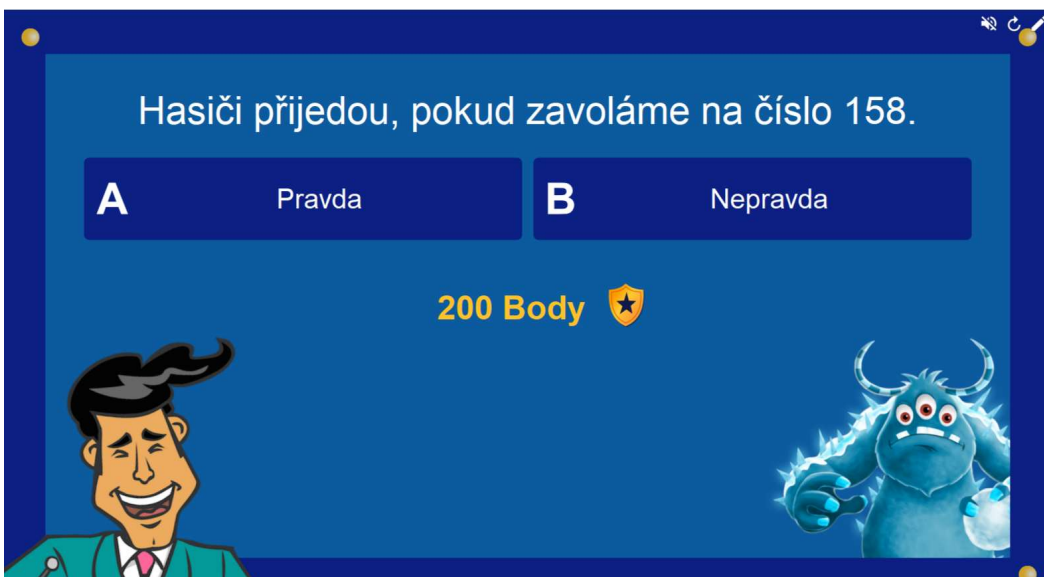 Hasiči přijedou, pokud zavoláme na číslo 158.
A Pravda
B Nepravda
200 Body